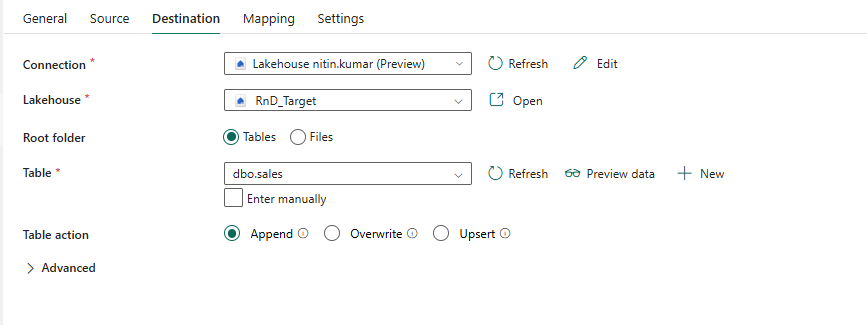 General Source Destination Mapping Settings
Connection * Lakehouse nitin.kumar (Preview) Refresh Edit
Lakehouse * RnD_Target Open
Root folder Tables Files
Table * dbo.sales Refresh Preview data New
Enter manually
Table action Append Overwrite Upsert
Advanced